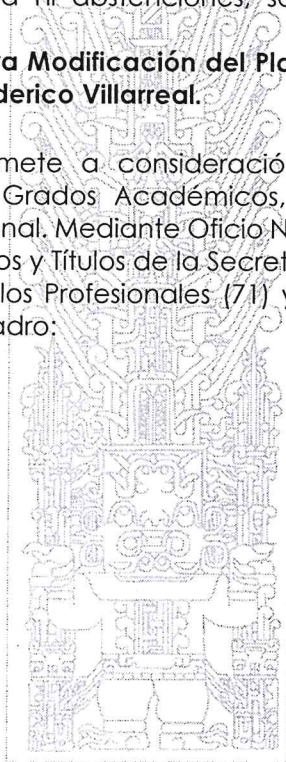 ni abstenciones, s
va Modificación del Pla
derico Villarreal.
mete a consideració
Grados Académicos,
nal. Mediante Oficio N
os y Títulos de la Secret
los Profesionales (71) y
adro: